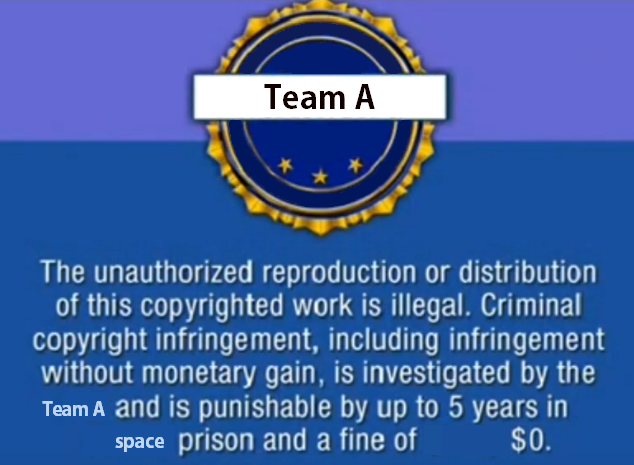 Team A
The unauthorized reproduction or distribution
of this copyrighted work is illegal. Criminal
copyright infringement, including infringement
without monetary gain, is investigated by the
Team A and is punishable by up to 5 years in
space prison and a fine of $0.